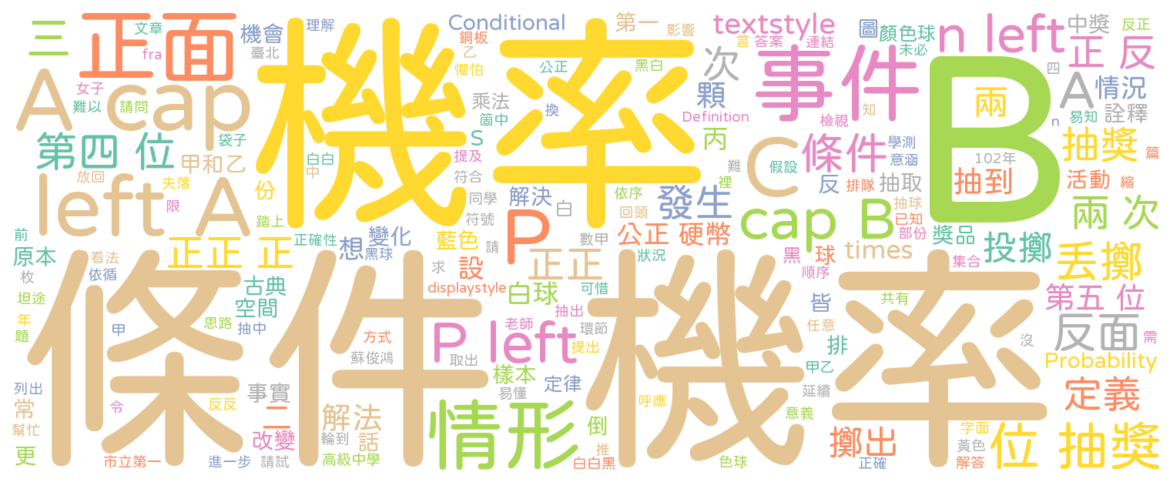 文章 fra 機會 理解 Conditional 第一 影響 textstyle 圖 中獎 反正
三 正面 臺北 銅板 乙 言 答案 連結 顏色球 未必 n left 正 反
女子 懼怕 公正 黑白 次 事件 四
A cap 機率 難以 請問 乘法 換 顆 Definition 知 兩 B A 情況
袋子 箇中 丙 檢視 n 易知 詮釋
第四 位 S 難 學測 抽獎
甲和乙 白白 中 提及 假設 C 條件 意涵 102年 篇
放回 失落 份 符合 解決 依序 裡 反 排隊 抽取 抽到 活動 縮
left A 限 同學 白 回頭 發生 抽球 兩 次
踏上 符號 已知
前 正確性 想 變化 藍色 請 P 數甲 公正 硬幣 cap B 部份 獎品 投擲 丟擲
原本 正正 正 黑球 設 求 正正 狀況 黑 球 times 集合
枚 看法 依循 古典 displaystyle 可惜 順序 第五 位
坦途 空間 白球 抽出 皆 共有
年 甲 思路 抽中 方式 老師 環節 提出 任意 沒 反面 需
題 條件機率 蘇俊鴻 取出 P left 甲乙 排 Probability
列出 事實 樣本 定律 延續 定義
常 令 反反 二 解法 易懂 呼應 意義
幫忙 改變 輪到 話 情形 倒 擲出 字面 位 抽獎
更 高級中學 推 黃色
市立第一 進一步 請試 白白黑 色球 正確 解答